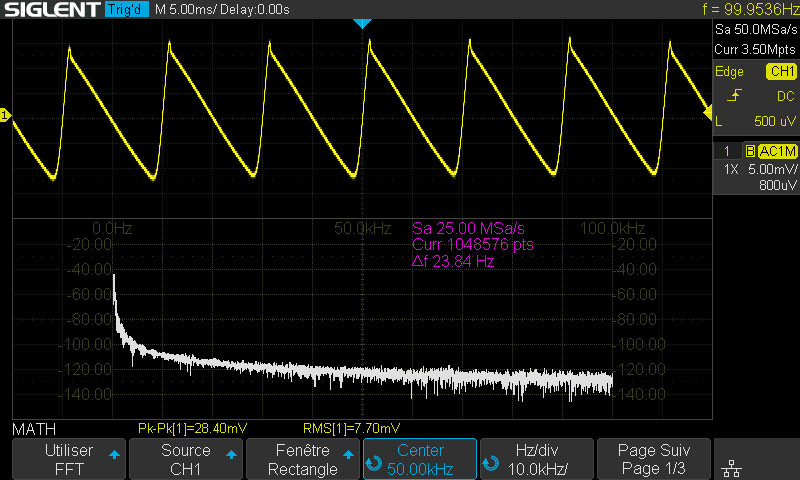 SIGLENT Trig'd M 5.00ms/ Delay:0.00s f = 99.9536Hz
Sa 50.0MSa/s
Curr 3.50Mpts
Edge CH1
DC
L 500 uV
1 B AC1M
1X 5.00mV/
800uV
1
0.0Hz 50.0kHz 100.0kHz
Sa 25.00 MSa/s
Curr 1048576 pts
Δf 23.84 Hz
-20.00 -20.00
-40.00 -40.00
-60.00 -60.00
-80.00 -80.00
-100.00 -100.00
-120.00 -120.00
-140.00 -140.00
MATH Pk-Pk[1]=28.40mV RMS[1]=7.70mV
Utiliser FFT
Source CH1
Fenêtre Rectangle
Center 50.00kHz
Hz/div 10.0kHz/
Page Suiv Page 1/3